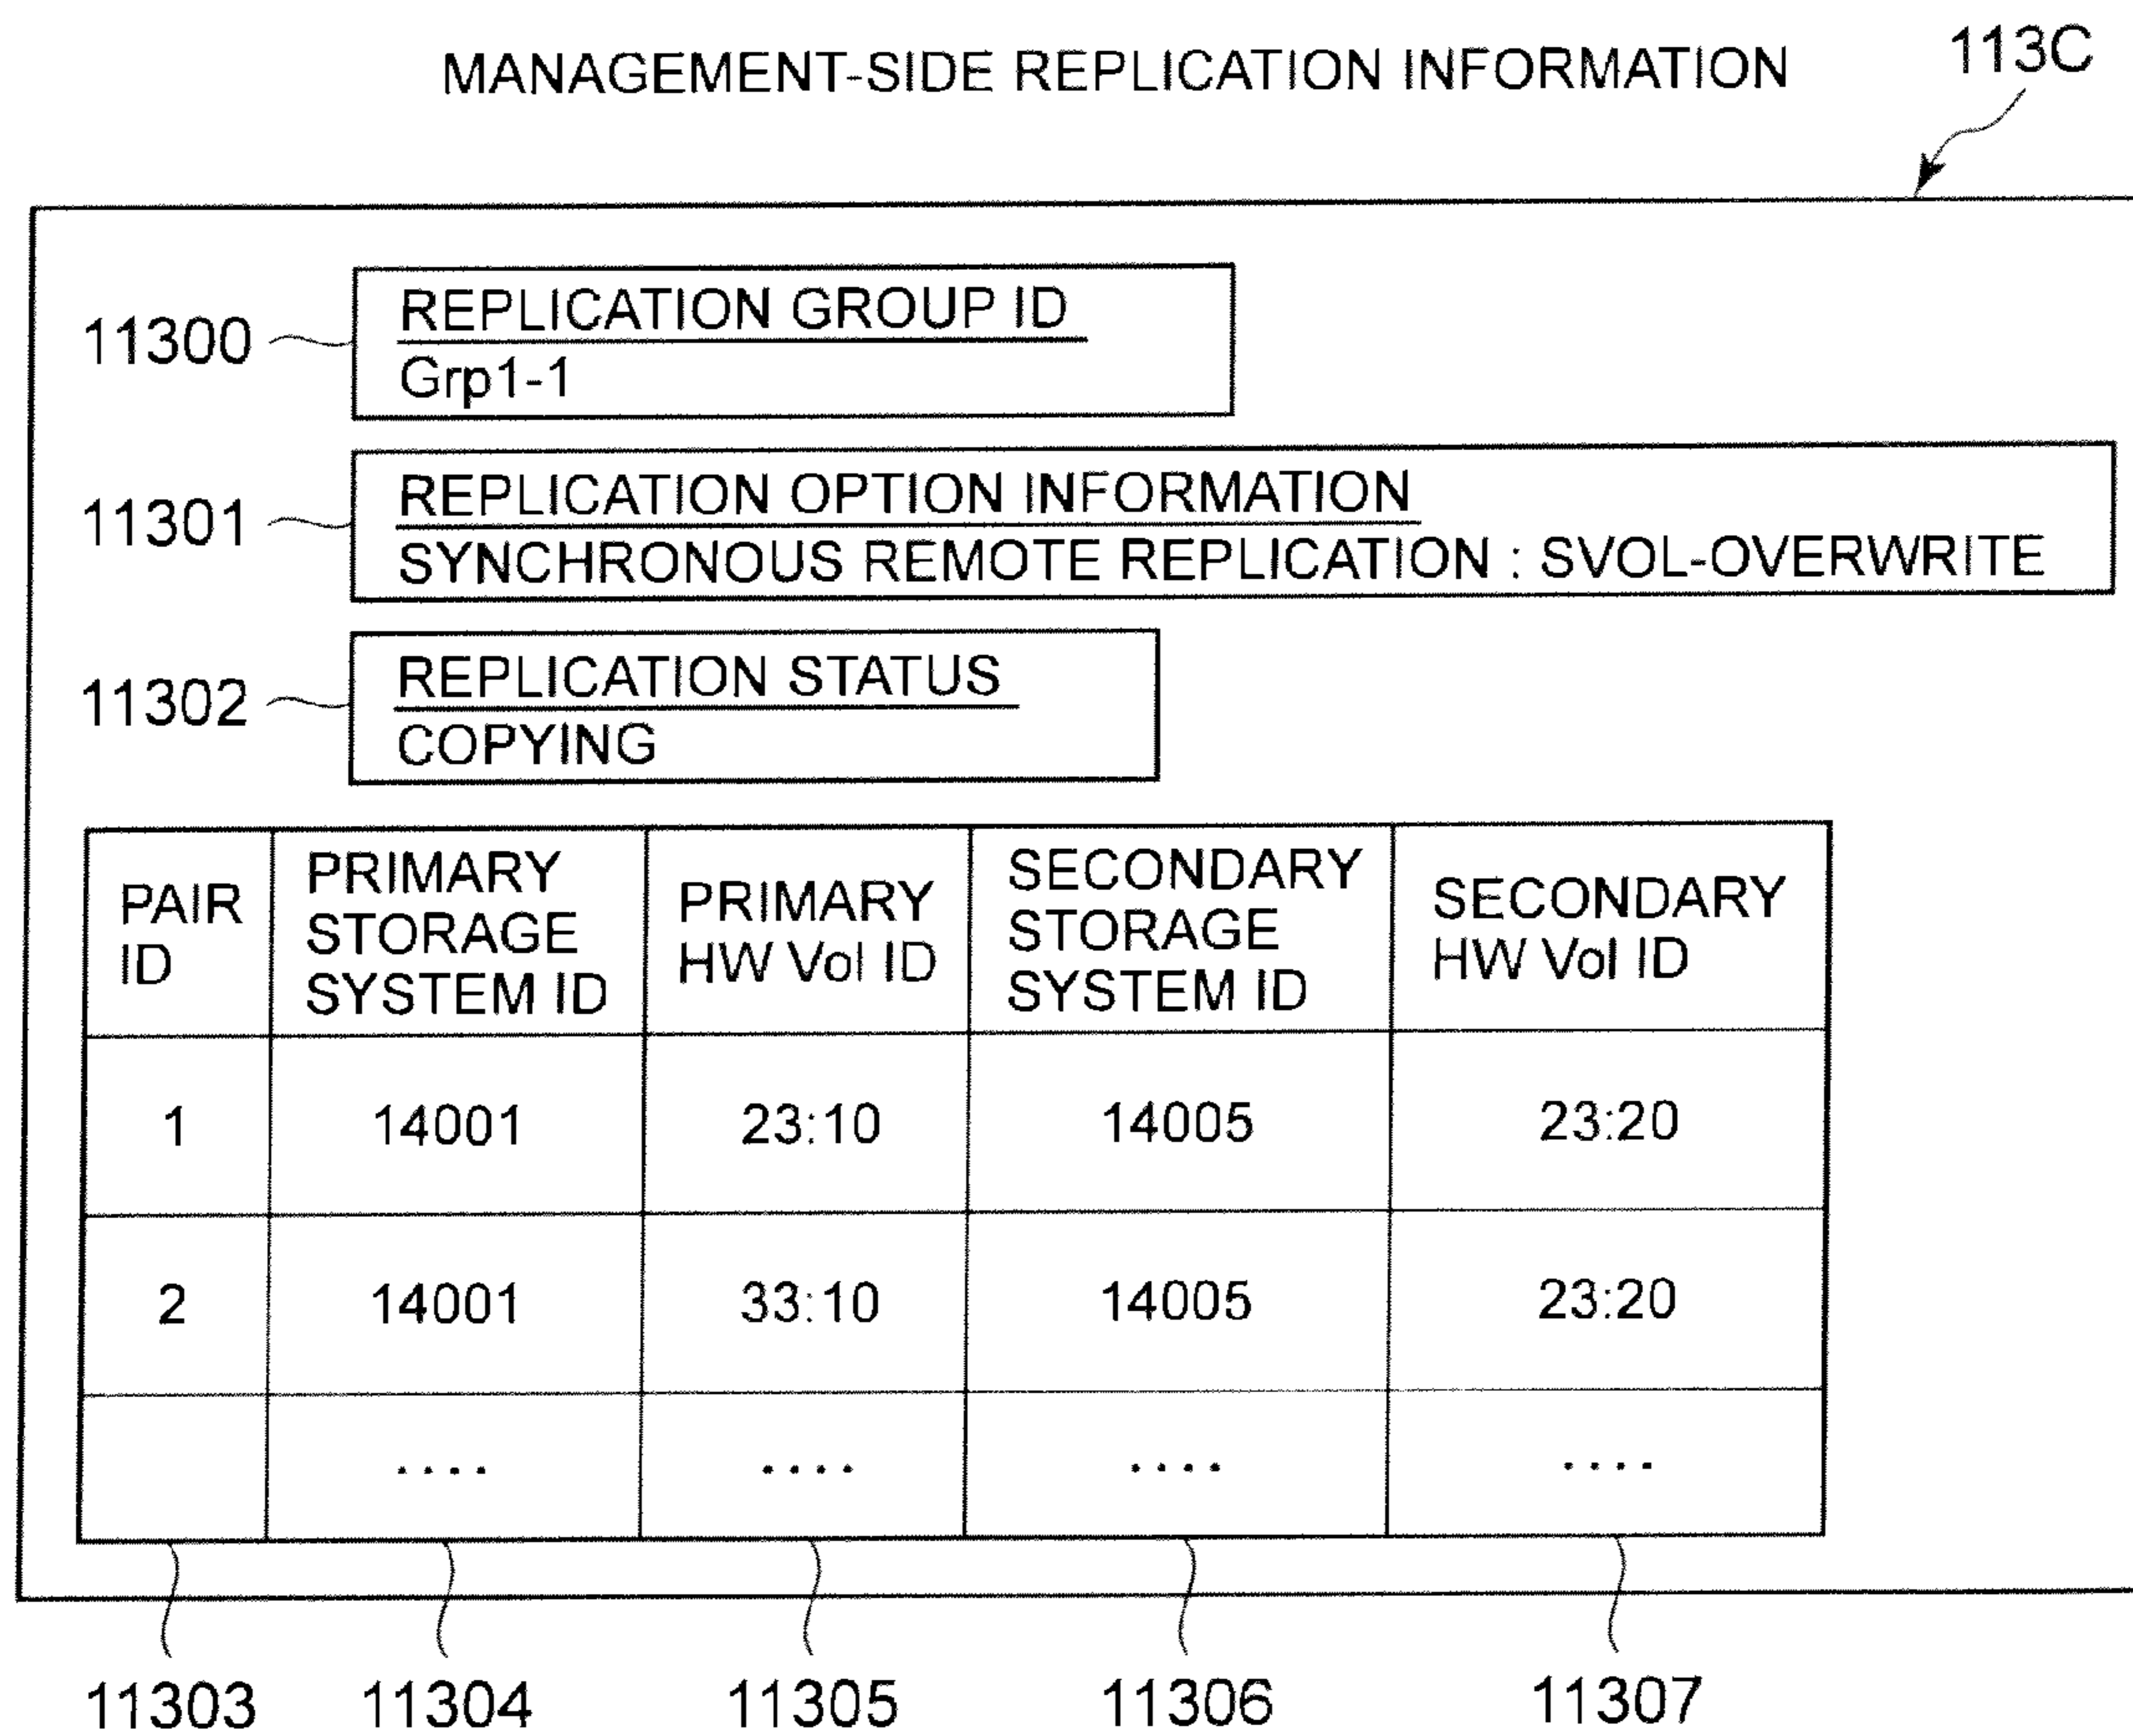 MANAGEMENT-SIDE REPLICATION INFORMATION
113C
11300
REPLICATION GROUP ID
Grp1-1
11301
REPLICATION OPTION INFORMATION
SYNCHRONOUS REMOTE REPLICATION : SVOL-OVERWRITE
11302
REPLICATION STATUS
COPYING
PAIR
ID
PRIMARY
STORAGE
SYSTEM ID
PRIMARY
HW Vol ID
SECONDARY
STORAGE
SYSTEM ID
SECONDARY
HW Vol ID
1 14001 23:10 14005 23:20
2 14001 33:10 14005 23:20
.... .... .... ....
11303 11304 11305 11306 11307